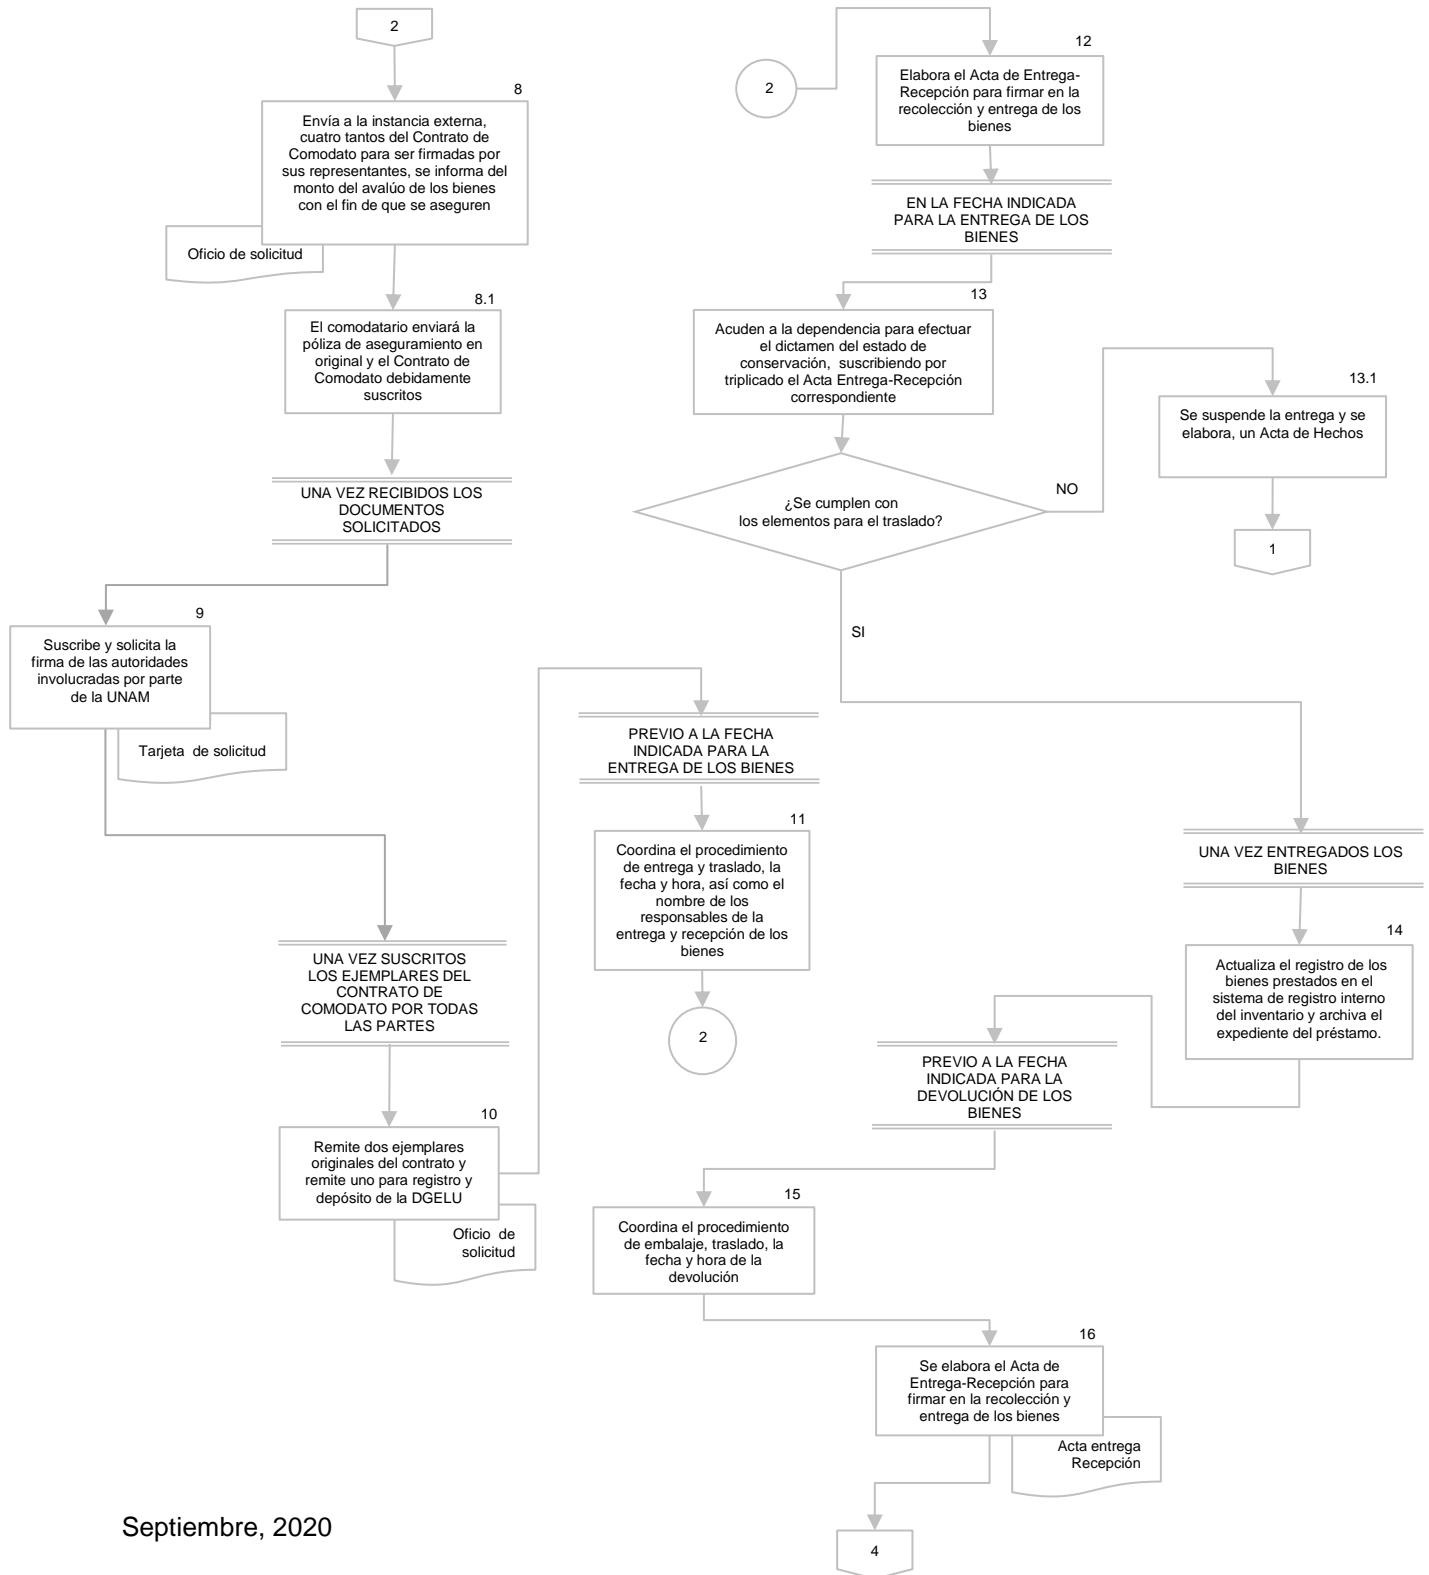 2
8
Envía a la instancia externa,
cuatro tantos del Contrato de
Comodato para ser firmadas por
sus representantes, se informa del
monto del avalúo de los bienes
con el fin de que se aseguren
Oficio de solicitud
8.1
El comodatario enviará la
póliza de aseguramiento en
original y el Contrato de
Comodato debidamente
suscritos
UNA VEZ RECIBIDOS LOS
DOCUMENTOS
SOLICITADOS
9
Suscribe y solicita la
firma de las autoridades
involucradas por parte
de la UNAM
Tarjeta de solicitud
UNA VEZ SUSCRITOS
LOS EJEMPLARES DEL
CONTRATO DE
COMODATO POR TODAS
LAS PARTES
10
Remite dos ejemplares
originales del contrato y
remite uno para registro y
depósito de la DGELU
Oficio de
solicitud
PREVIO A LA FECHA
INDICADA PARA LA
ENTREGA DE LOS BIENES
11
Coordina el procedimiento
de entrega y traslado, la
fecha y hora, así como el
nombre de los
responsables de la
entrega y recepción de los
bienes
2
2
12
Elabora el Acta de Entrega-
Recepción para firmar en la
recolección y entrega de los
bienes
EN LA FECHA INDICADA
PARA LA ENTREGA DE LOS
BIENES
13
Acuden a la dependencia para efectuar
el dictamen del estado de
conservación, suscribiendo por
triplicado el Acta Entrega-Recepción
correspondiente
¿Se cumplen con
los elementos para el traslado?
NO
13.1
Se suspende la entrega y se
elabora, un Acta de Hechos
1
SI
UNA VEZ ENTREGADOS LOS
BIENES
14
Actualiza el registro de los
bienes prestados en el
sistema de registro interno
del inventario y archiva el
expediente del préstamo.
PREVIO A LA FECHA
INDICADA PARA LA
DEVOLUCIÓN DE LOS
BIENES
15
Coordina el procedimiento
de embalaje, traslado, la
fecha y hora de la
devolución
16
Se elabora el Acta de
Entrega-Recepción para
firmar en la recolección y
entrega de los bienes
Acta entrega
Recepción
4
Septiembre, 2020